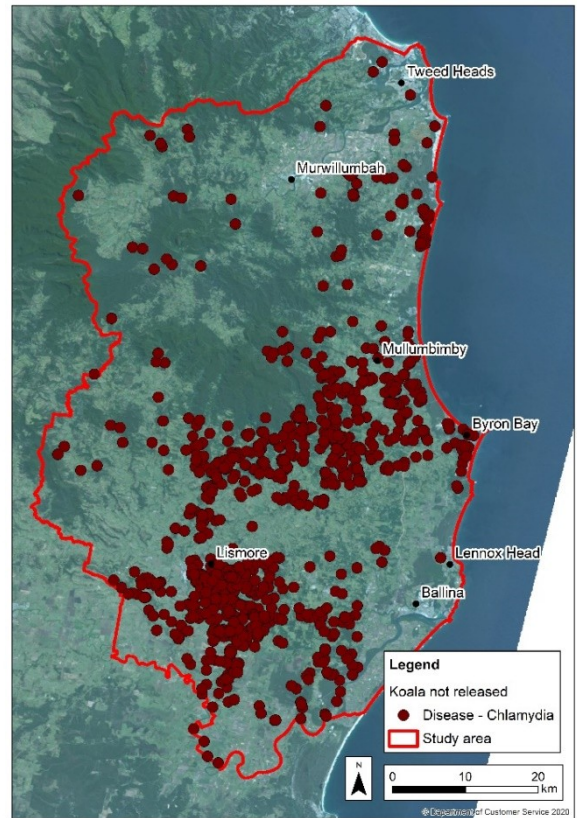 Tweed Heads
Murwillumbah
Mullumbimby
Byron Bay
Lismore
Lennox Head
Ballina
Legend
Koala not released
Disease - Chlamydia
Study area
N
0 10 20
km
© Department of Customer Service 2020